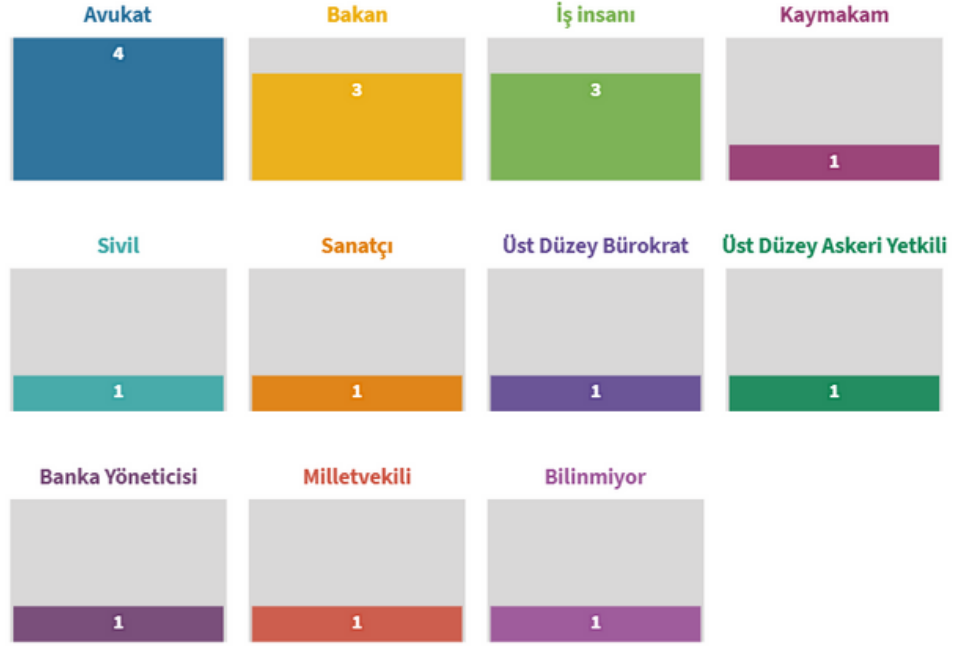 Avukat Bakan İş insanı Kaymakam
4 3 3 1
Sivil Sanatçı Üst Düzey Bürokrat Üst Düzey Askeri Yetkili
1 1 1 1
Banka Yöneticisi Milletvekili Bilinmiyor
1 1 1